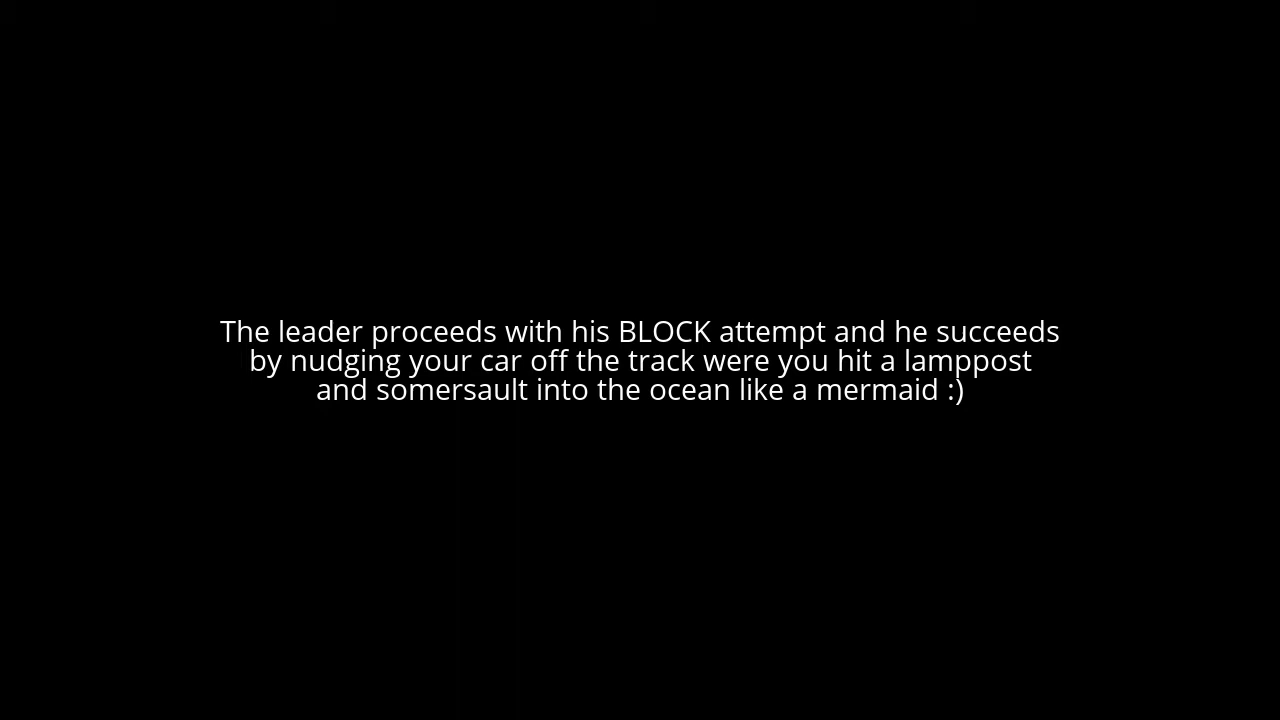 The leader proceeds with his BLOCK attempt and he succeeds
by nudging your car off the track were you hit a lamppost
and somersault into the ocean like a mermaid :)